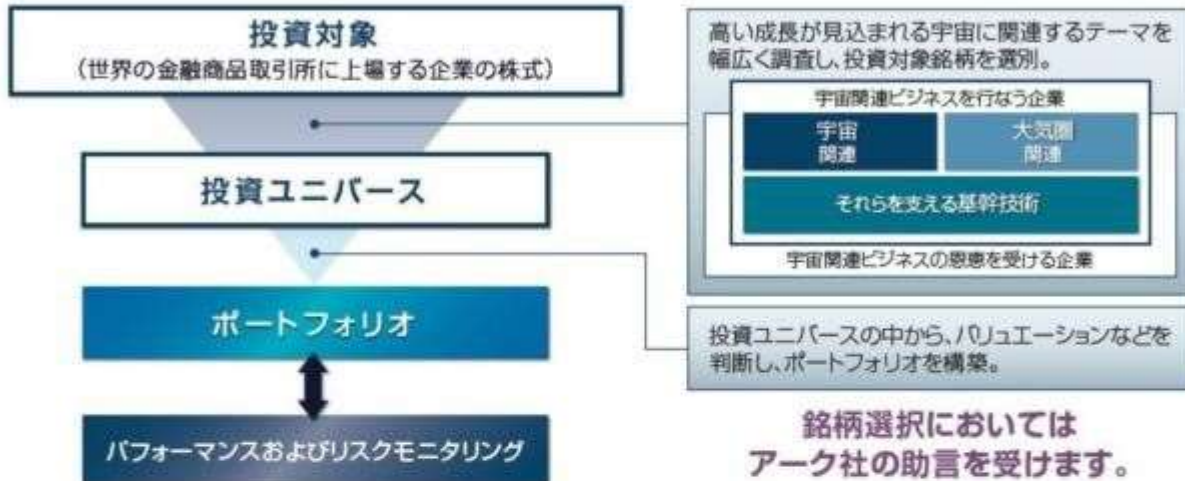 投資対象
(世界の金融商品取引所に上場する企業の株式)
投資ユニバース
ポートフォリオ
パフォーマンスおよびリスクモニタリング
高い成長が見込まれる宇宙に関連するテーマを
幅広く調査し、投資対象銘柄を選別。
宇宙関連ビジネスを行なう企業
宇宙
関連
大気圏
関連
それらを支える基幹技術
宇宙関連ビジネスの恩恵を受ける企業
投資ユニバースの中から、バリュエーションなどを
判断し、ポートフォリオを構築。
銘柄選択においては
アーク社の助言を受けます。